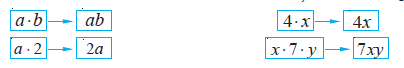 a·b → ab 4·x → 4x
a·2 → 2a x·7·y → 7xy